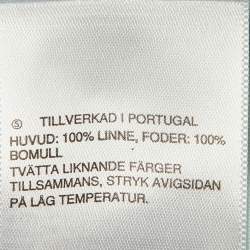 Ⓢ TILLVERKAD I PORTUGAL
HUVUD: 100% LINNE, FODER: 100%
BOMULL
TVÄTTA LIKNANDE FÄRGER
TILLSAMMANS, STRYK AVIGSIDAN
PÅ LÅG TEMPERATUR.